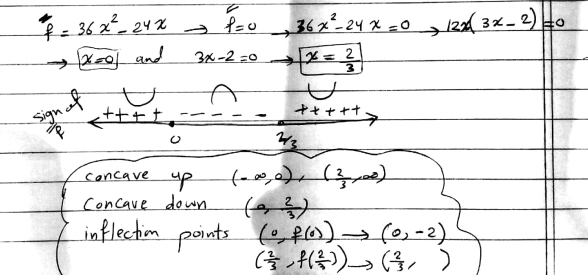 f'' = 36x² - 24x → f''=0 → 36x² - 24x = 0 → 12x(3x - 2) = 0
→ x=0 and 3x-2=0 → x = 2/3
sign of f'' ++++ - - - - - +++++
0 2/3
concave up (-∞,0), (2/3,∞)
concave down (0, 2/3)
inflection points (0, f(0)) → (0, -2)
(2/3, f(2/3)) → (2/3, )